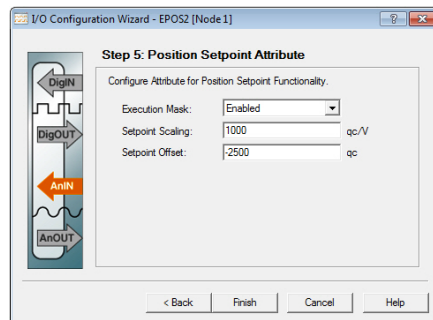 I/O Configuration Wizard - EPOS2 [Node 1]
Step 5: Position Setpoint Attribute
Configure Attribute for Position Setpoint Functionality.
Execution Mask: Enabled
Setpoint Scaling: 1000 qc/V
Setpoint Offset: -2500 qc
DigIN
DigOUT
AnIN
AnOUT
< Back Finish Cancel Help